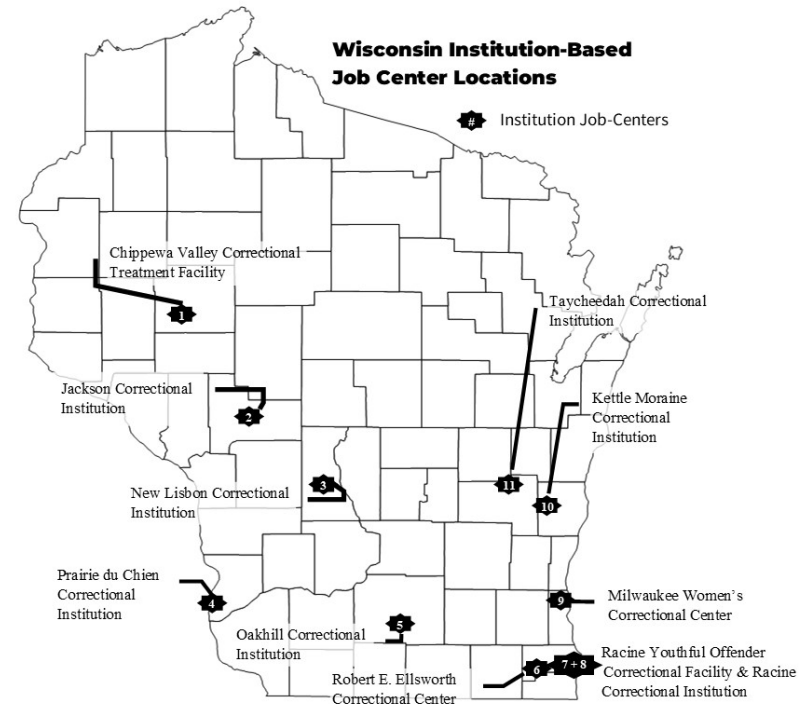 Wisconsin Institution-Based
Job Center Locations
#
Institution Job-Centers
Chippewa Valley Correctional
Treatment Facility
1
Taycheedah Correctional
Institution
Jackson Correctional
Institution
2
Kettle Moraine
Correctional
Institution
New Lisbon Correctional
Institution
3
11
10
Prairie du Chien
Correctional
Institution
4
Oakhill Correctional
Institution
5
9
Milwaukee Women’s
Correctional Center
Robert E. Ellsworth
Correctional Center
6
7 + 8
Racine Youthful Offender
Correctional Facility & Racine
Correctional Institution